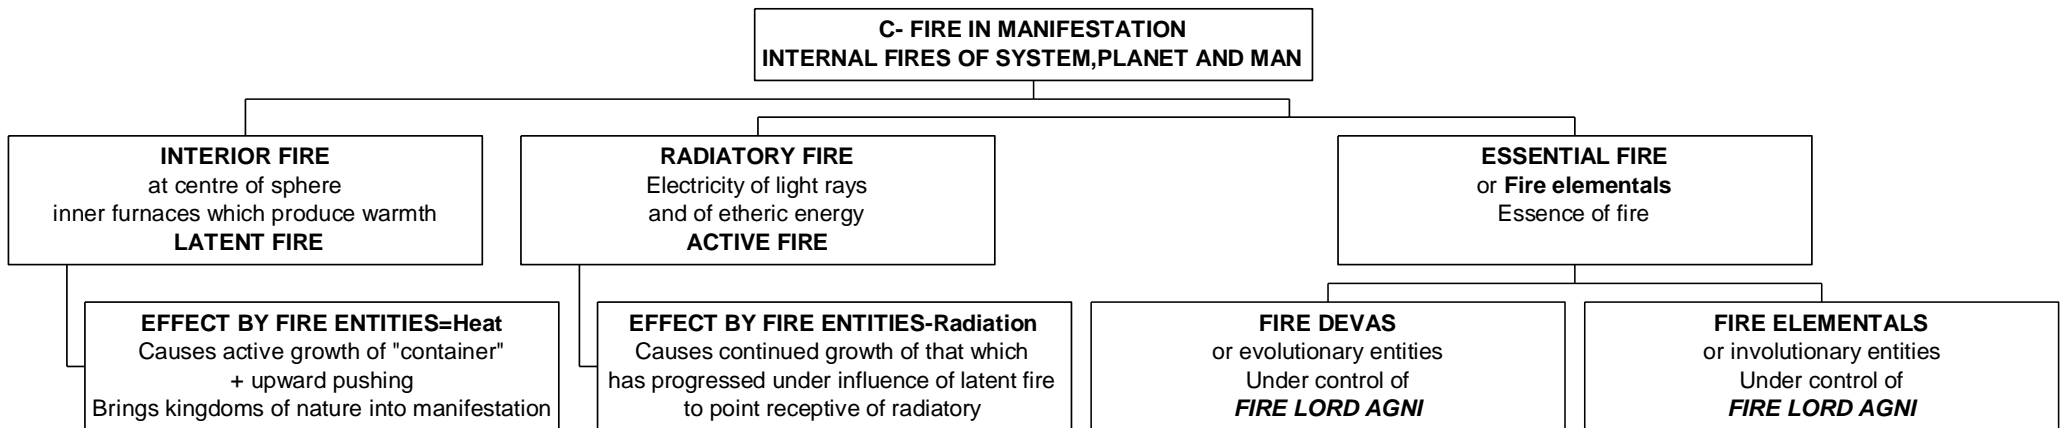 C- FIRE IN MANIFESTATION
INTERNAL FIRES OF SYSTEM,PLANET AND MAN
INTERIOR FIRE
at centre of sphere
inner furnaces which produce warmth
LATENT FIRE
RADIATORY FIRE
Electricity of light rays
and of etheric energy
ACTIVE FIRE
ESSENTIAL FIRE
or Fire elementals
Essence of fire
EFFECT BY FIRE ENTITIES=Heat
Causes active growth of "container"
+ upward pushing
Brings kingdoms of nature into manifestation
EFFECT BY FIRE ENTITIES-Radiation
Causes continued growth of that which
has progressed under influence of latent fire
to point receptive of radiatory
FIRE DEVAS
or evolutionary entities
Under control of
FIRE LORD AGNI
FIRE ELEMENTALS
or involutionary entities
Under control of
FIRE LORD AGNI